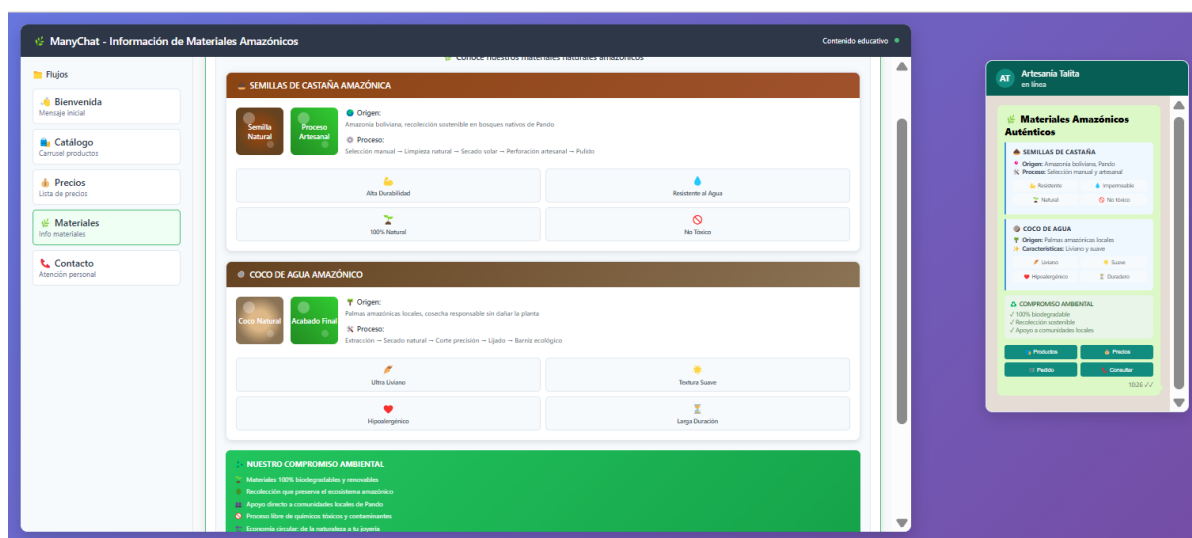 ManyChat - Información de Materiales Amazónicos
Contenido educativo
Flujos
Bienvenida
Mensaje inicial
Catálogo
Carrusel productos
Precios
Lista de precios
Materiales
Info materiales
Contacto
Atención personal
Conoce nuestros materiales naturales amazónicos
SEMILLAS DE CASTAÑA AMAZÓNICA
Semilla Natural
Proceso Artesanal
Origen:
Amazonia boliviana, recolección sostenible en bosques nativos de Pando
Proceso:
Selección manual → Limpieza natural → Secado solar → Perforación artesanal → Pulido
Alta Durabilidad
Resistente al Agua
100% Natural
No Tóxico
COCO DE AGUA AMAZÓNICO
Coco Natural
Acabado Final
Origen:
Palmas amazónicas locales, cosecha responsable sin dañar la planta
Proceso:
Extracción → Secado natural → Corte precisión → Lijado → Barniz ecológico
Ultra Liviano
Textura Suave
Hipoalergénico
Larga Duración
NUESTRO COMPROMISO AMBIENTAL
Materiales 100% biodegradables y renovables
Recolección que preserva el ecosistema amazónico
Apoyo directo a comunidades locales de Pando
Proceso libre de químicos tóxicos y contaminantes
Economía circular: de la naturaleza a tu joyería
AT
Artesanía Talita
en línea
Materiales Amazónicos
Auténticos
SEMILLAS DE CASTAÑA
Origen: Amazonia boliviana, Pando
Proceso: Selección manual y artesanal
Resistente
Impermeable
Natural
No tóxico
COCO DE AGUA
Origen: Palmas amazónicas locales
Características: Liviano y suave
Liviano
Suave
Hipoalergénico
Duradero
COMPROMISO AMBIENTAL
✓ 100% biodegradable
✓ Recolección sostenible
✓ Apoyo a comunidades locales
Productos
Precios
Pedido
Consultar
10:26 ✓✓